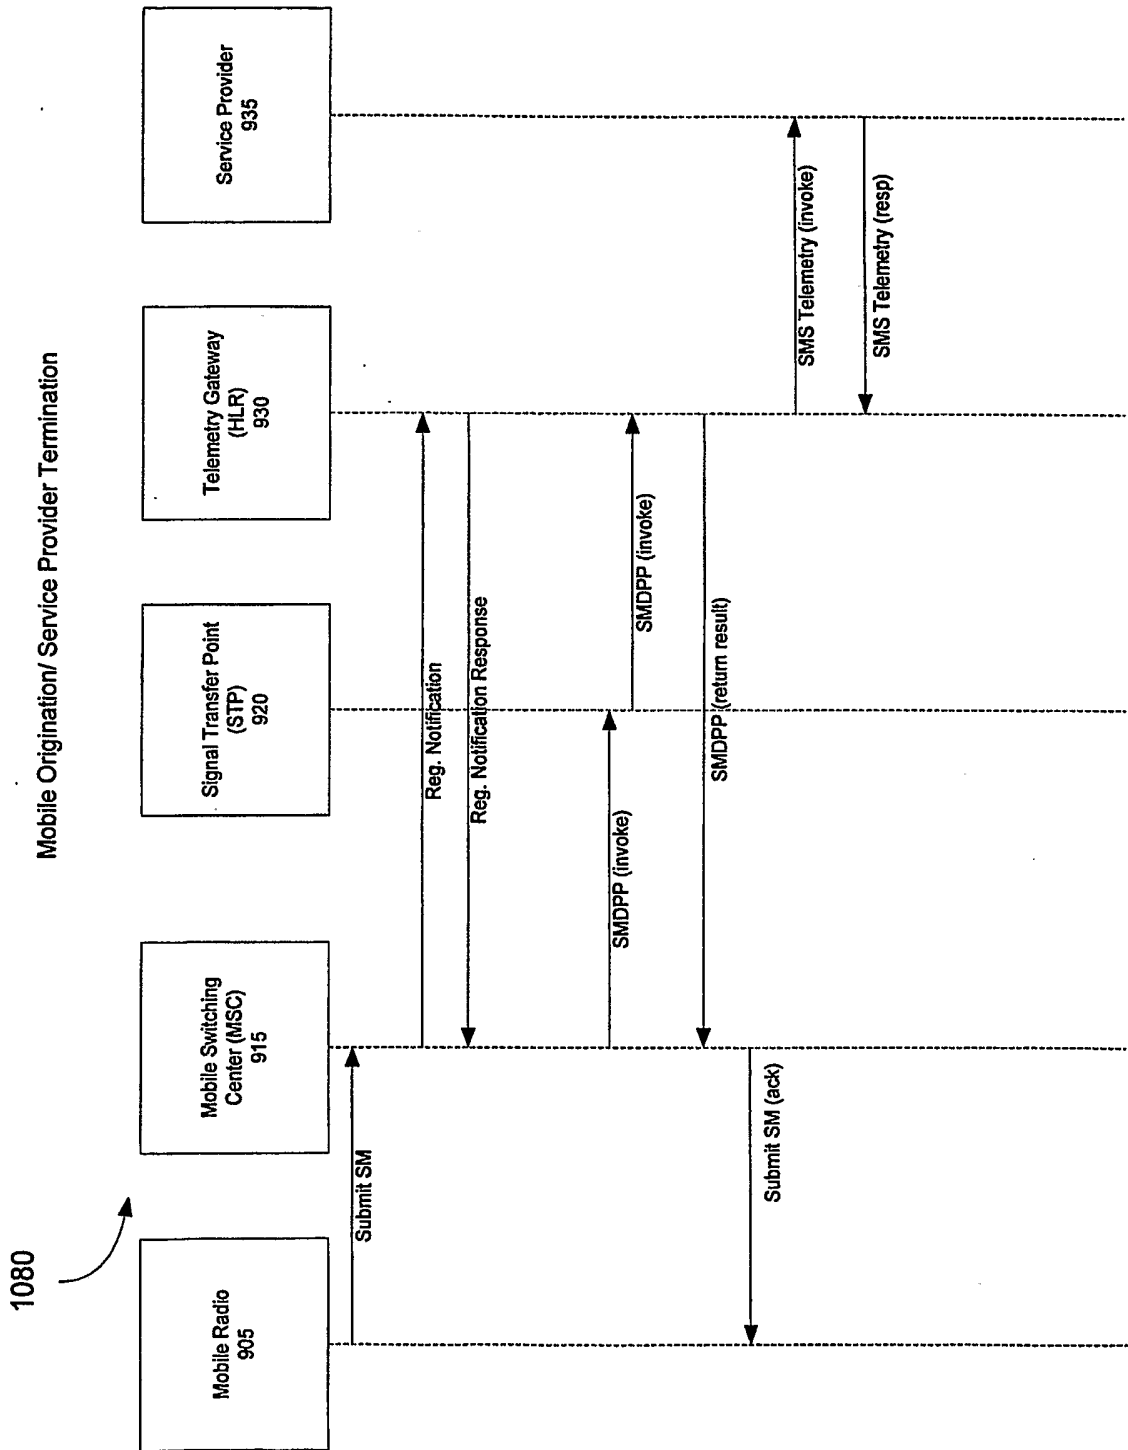 Mobile Origination/ Service Provider Termination
1080
Mobile Radio
905
Mobile Switching
Center (MSC)
915
Signal Transfer Point
(STP)
920
Telemetry Gateway
(HLR)
930
Service Provider
935
Submit SM
Reg. Notification
Reg. Notification Response
SMDPP (invoke)
SMDPP (invoke)
SMDPP (return result)
Submit SM (ack)
SMS Telemetry (invoke)
SMS Telemetry (resp)